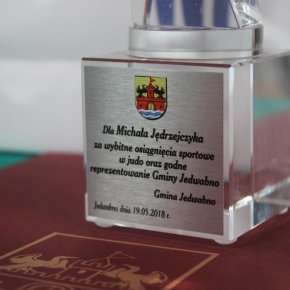 Dla Michała Jędrzejczyka
za wybitne osiągnięcia sportowe
w judo oraz godne
reprezentowanie Gminy Jedwabno
Gmina Jedwabno
Jedwabno dnia 19.05.2018 r.